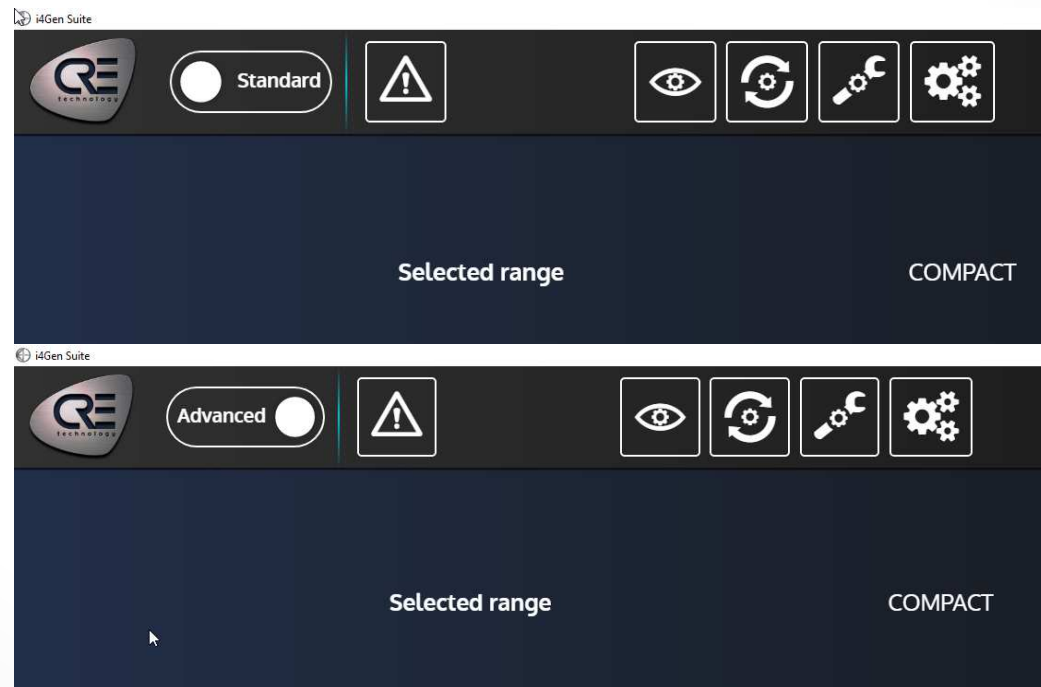 i4Gen Suite
CRE
technology
Standard
Selected range
COMPACT
i4Gen Suite
CRE
technology
Advanced
Selected range
COMPACT